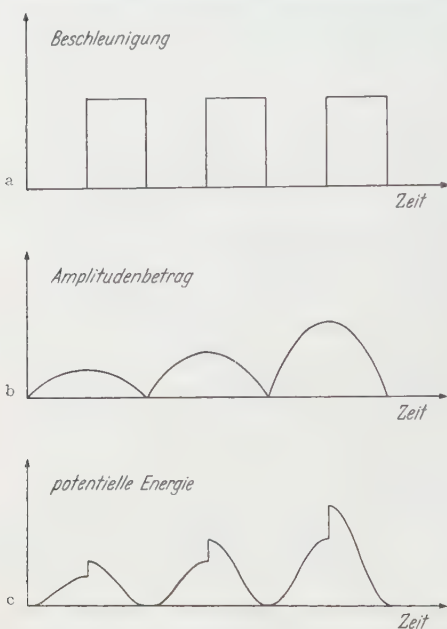 Beschleunigung
a
Zeit
Amplitudenbetrag
b
Zeit
potentielle Energie
c
Zeit